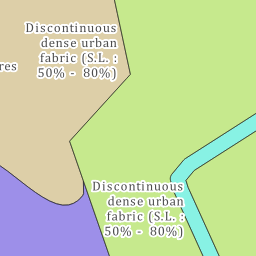 Discontinuous
dense urban
fabric (S.L. :
50% - 80%)
res
Discontinuous
dense urban
fabric (S.L. :
50% - 80%)